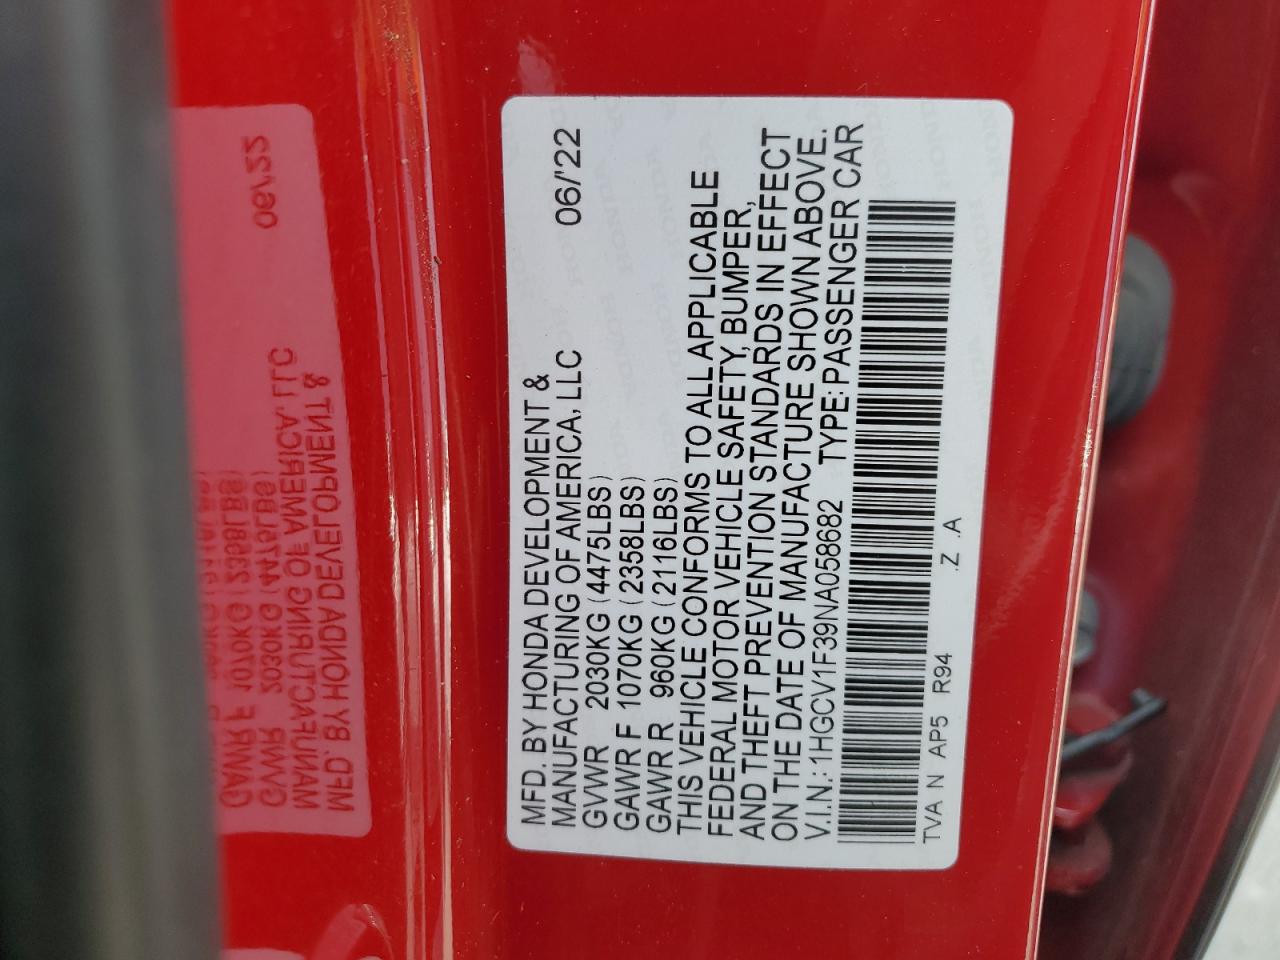 MFD. BY HONDA DEVELOPMENT &
MANUFACTURING OF AMERICA, LLC 06/'22
GVWR 2030KG (4475LBS)
GAWR F 1070KG (2358LBS)
GAWR R 960KG (2116LBS)
THIS VEHICLE CONFORMS TO ALL APPLICABLE
FEDERAL MOTOR VEHICLE SAFETY, BUMPER,
AND THEFT PREVENTION STANDARDS IN EFFECT
ON THE DATE OF MANUFACTURE SHOWN ABOVE.
V.I.N.: 1HGCV1F39NA058682 TYPE: PASSENGER CAR
TVA N AP5 R94 .Z .A